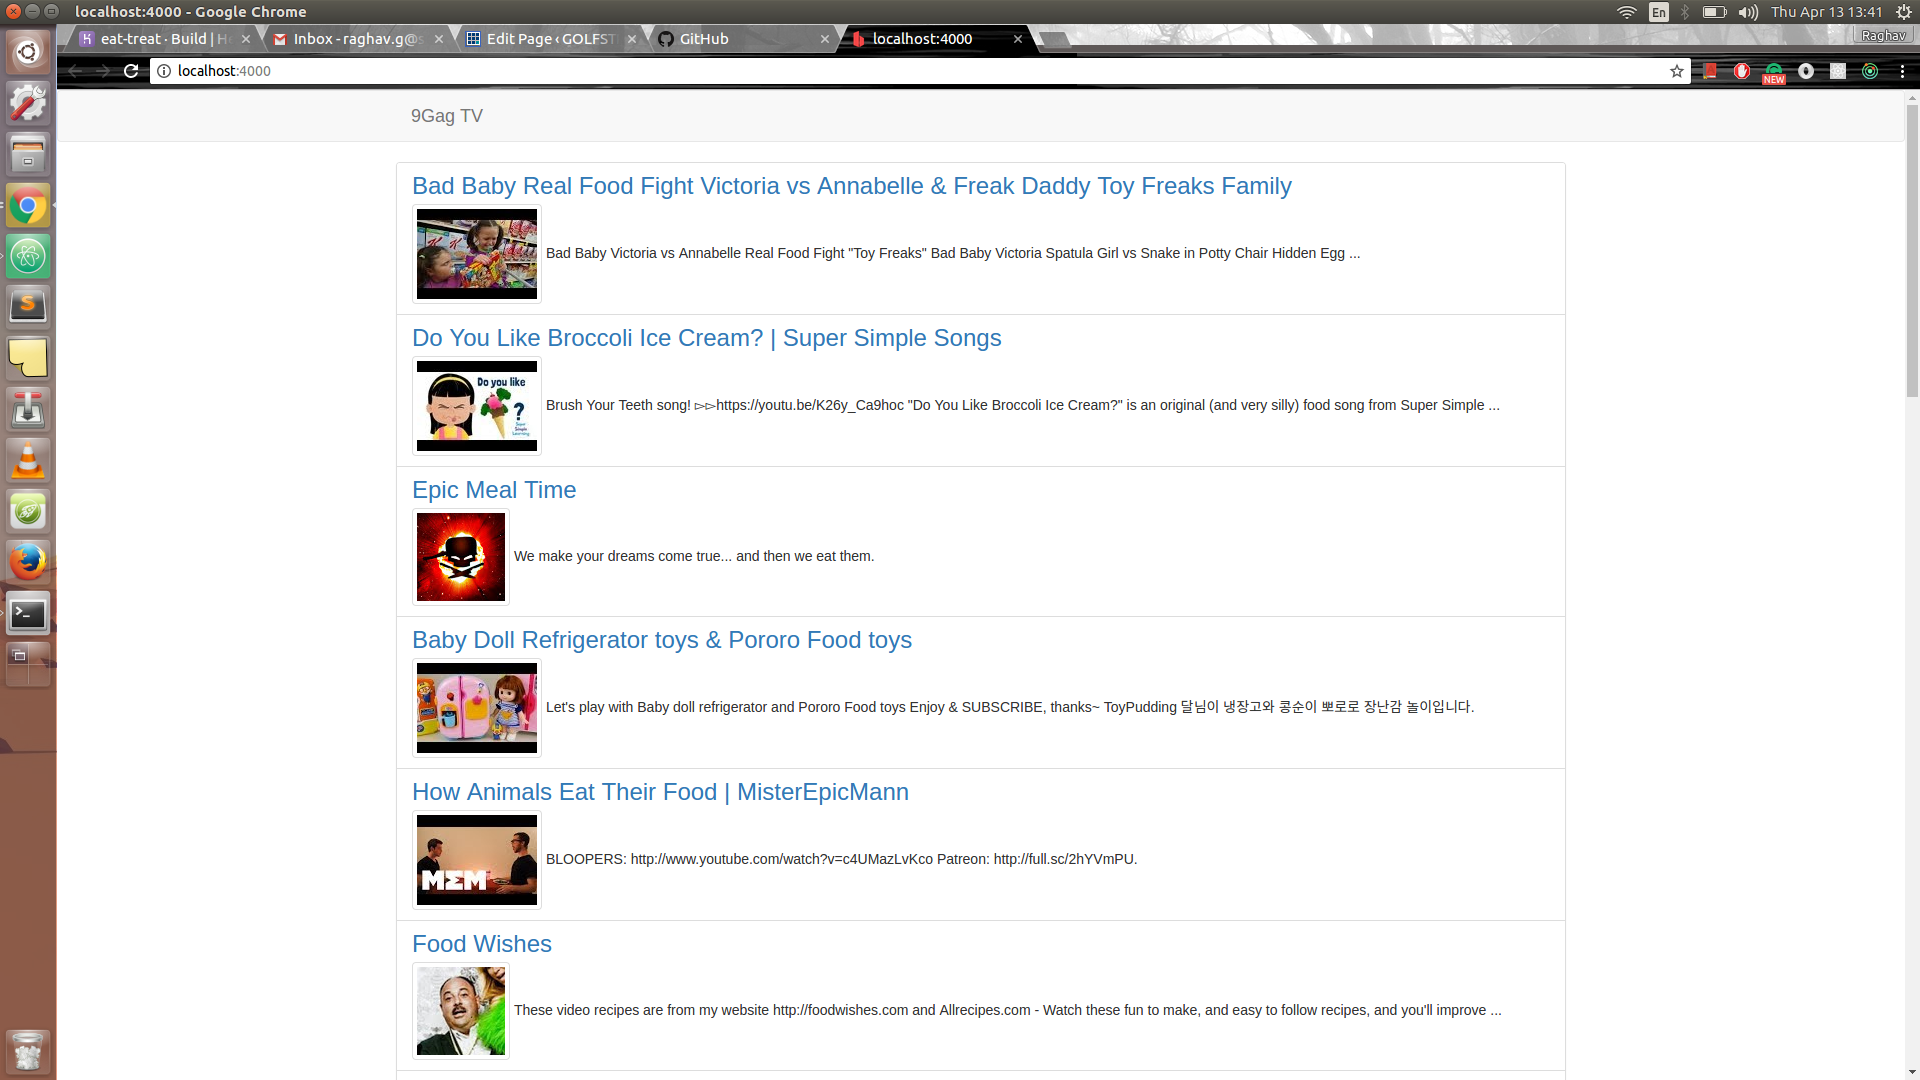 localhost:4000 - Google Chrome
En
Thu Apr 13 13:41
eat-treat · Build | He
Inbox - raghav.g@s
Edit Page ‹ GOLFST
GitHub
localhost:4000
Raghav
localhost:4000
NEW
9Gag TV
Bad Baby Real Food Fight Victoria vs Annabelle & Freak Daddy Toy Freaks Family
Bad Baby Victoria vs Annabelle Real Food Fight "Toy Freaks" Bad Baby Victoria Spatula Girl vs Snake in Potty Chair Hidden Egg ...
Do You Like Broccoli Ice Cream? | Super Simple Songs
Do you like
?
Super
Simple
Learning
Brush Your Teeth song! ▻▻https://youtu.be/K26y_Ca9hoc "Do You Like Broccoli Ice Cream?" is an original (and very silly) food song from Super Simple ...
Epic Meal Time
We make your dreams come true... and then we eat them.
Baby Doll Refrigerator toys & Pororo Food toys
Let's play with Baby doll refrigerator and Pororo Food toys Enjoy & SUBSCRIBE, thanks~ ToyPudding 달님이 냉장고와 콩순이 뽀로로 장난감 놀이입니다.
How Animals Eat Their Food | MisterEpicMann
MΣM
BLOOPERS: http://www.youtube.com/watch?v=c4UMazLvKco Patreon: http://full.sc/2hYVmPU.
Food Wishes
These video recipes are from my website http://foodwishes.com and Allrecipes.com - Watch these fun to make, and easy to follow recipes, and you'll improve ...